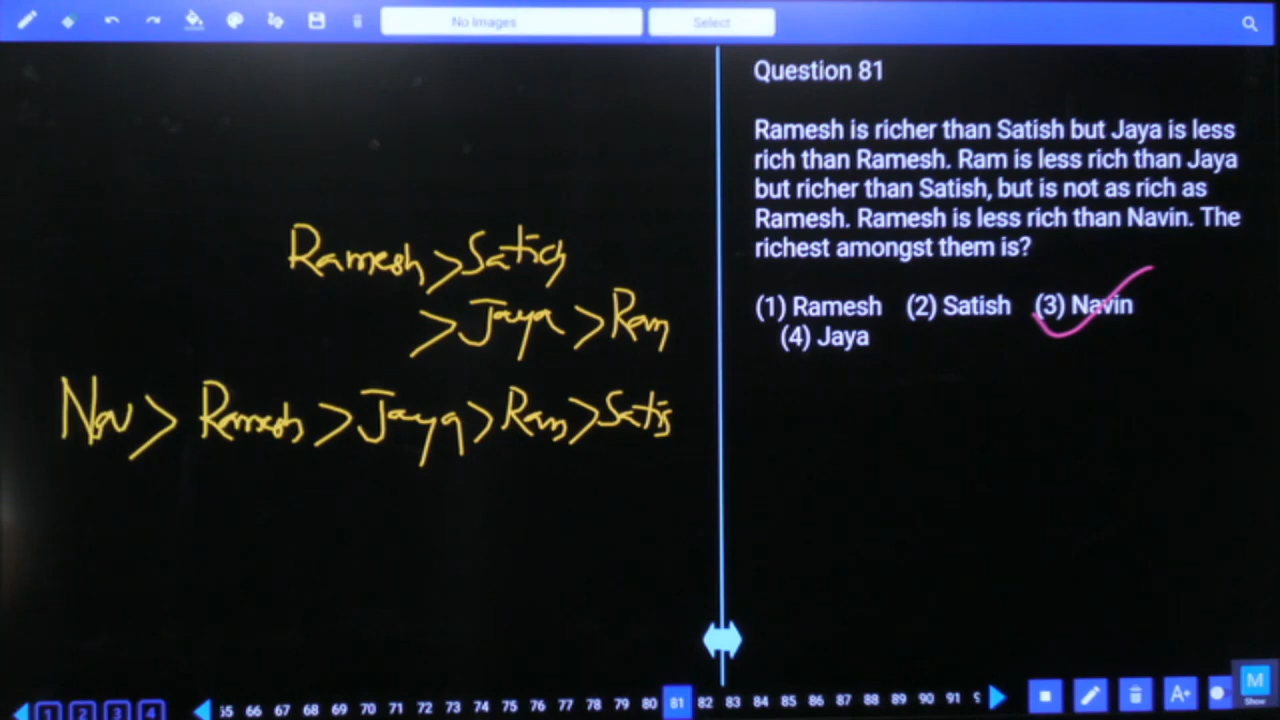 No Images
Select
Question 81
Ramesh is richer than Satish but Jaya is less
rich than Ramesh. Ram is less rich than Jaya
but richer than Satish, but is not as rich as
Ramesh. Ramesh is less rich than Navin. The
richest amongst them is?
(1) Ramesh (2) Satish (3) Navin
(4) Jaya
Ramesh > Satish
> Jaya > Ram
Nav > Ramesh > Jaya > Ram > Satis
1 2 3 4
66 67 68 69 70 71 72 73 74 75 76 77 78 79 80 81 82 83 84 85 86 87 88 89 90 91
A+
M
Show